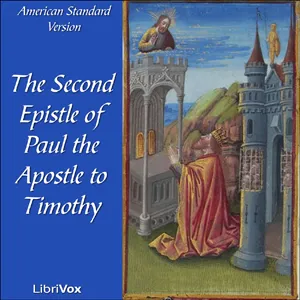 American Standard
Version
The Second
Epistle of
Paul the
Apostle to
Timothy
LibriVox